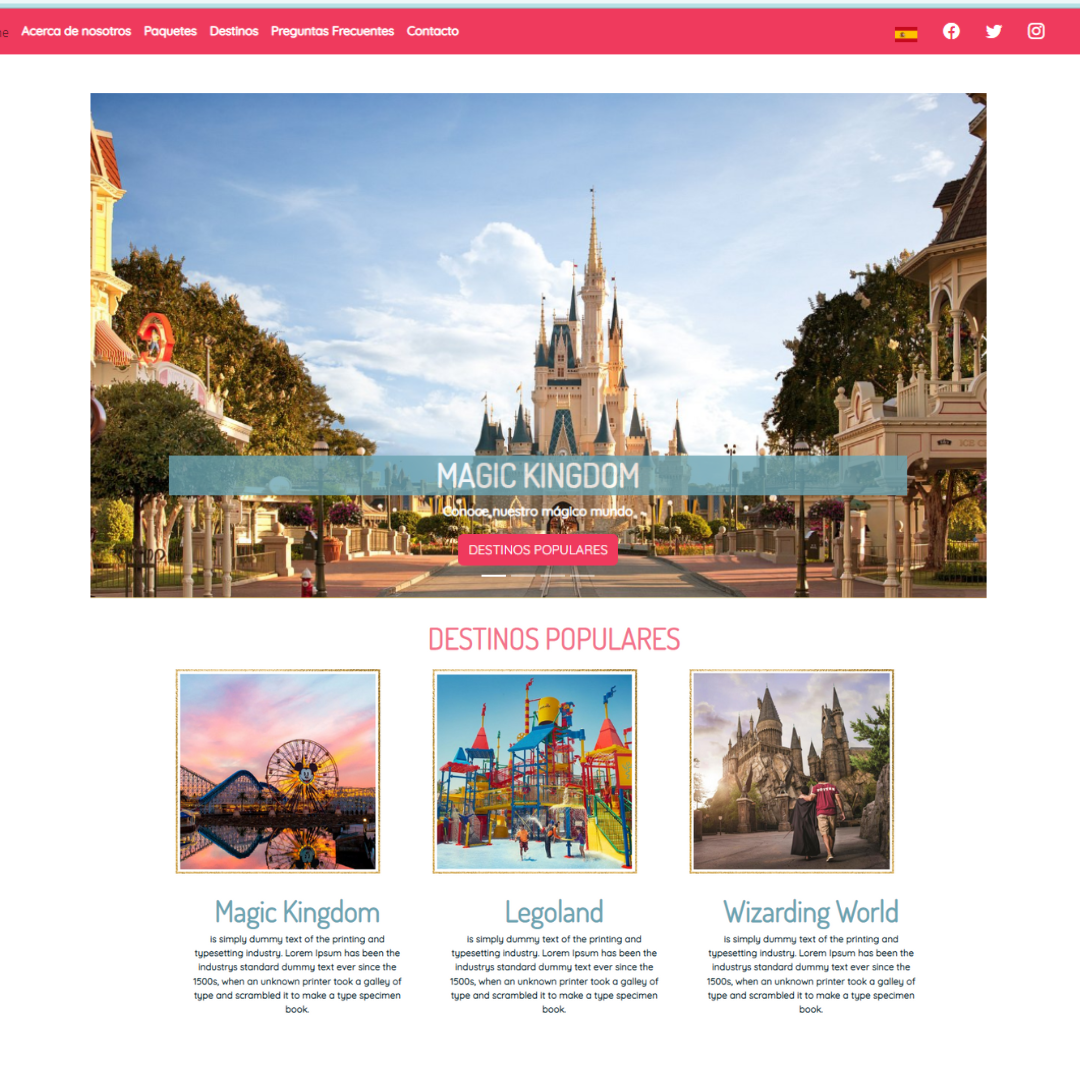 Acerca de nosotros Paquetes Destinos Preguntas Frecuentes Contacto
MAGIC KINGDOM
Conoce nuestro mágico mundo
DESTINOS POPULARES
DESTINOS POPULARES
Magic Kingdom
is simply dummy text of the printing and
typesetting industry. Lorem Ipsum has been the
industrys standard dummy text ever since the
1500s, when an unknown printer took a galley of
type and scrambled it to make a type specimen
book.
Legoland
is simply dummy text of the printing and
typesetting industry. Lorem Ipsum has been the
industrys standard dummy text ever since the
1500s, when an unknown printer took a galley of
type and scrambled it to make a type specimen
book.
Wizarding World
is simply dummy text of the printing and
typesetting industry. Lorem Ipsum has been the
industrys standard dummy text ever since the
1500s, when an unknown printer took a galley of
type and scrambled it to make a type specimen
book.